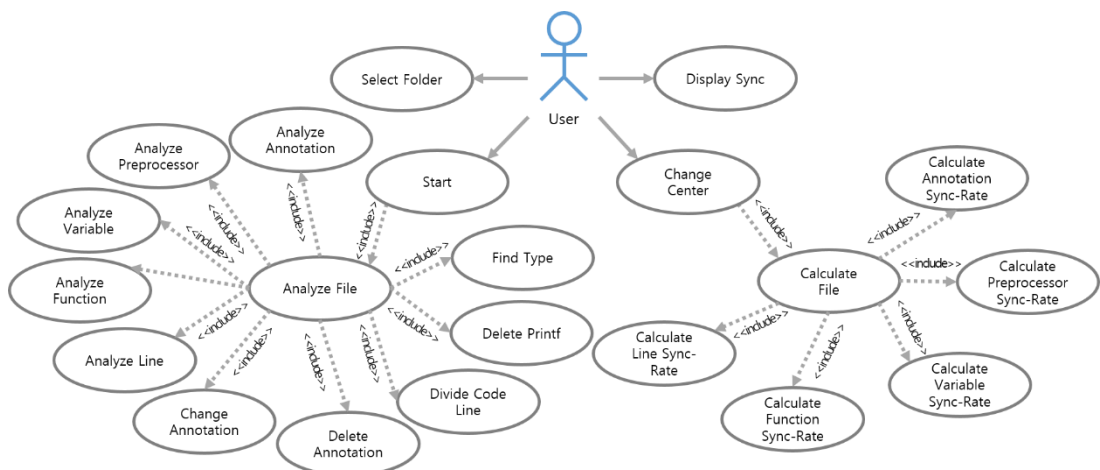 Select Folder
Display Sync
User
Analyze
Preprocessor
Analyze
Annotation
Start
Change
Center
Calculate
Annotation
Sync-Rate
Analyze
Variable
<<include>>
<<include>>
<<include>>
<<include>>
<<include>>
<<include>>
<<include>>
Find Type
Analyze
Function
Analyze File
Calculate
File
<<include>>
Calculate
Preprocessor
Sync-Rate
Analyze Line
<<include>>
<<include>>
<<include>>
<<include>>
<<include>>
Delete Printf
Calculate
Line Sync-
Rate
<<include>>
<<include>>
<<include>>
Change
Annotation
Delete
Annotation
Divide Code
Line
Calculate
Function
Sync-Rate
Calculate
Variable
Sync-Rate